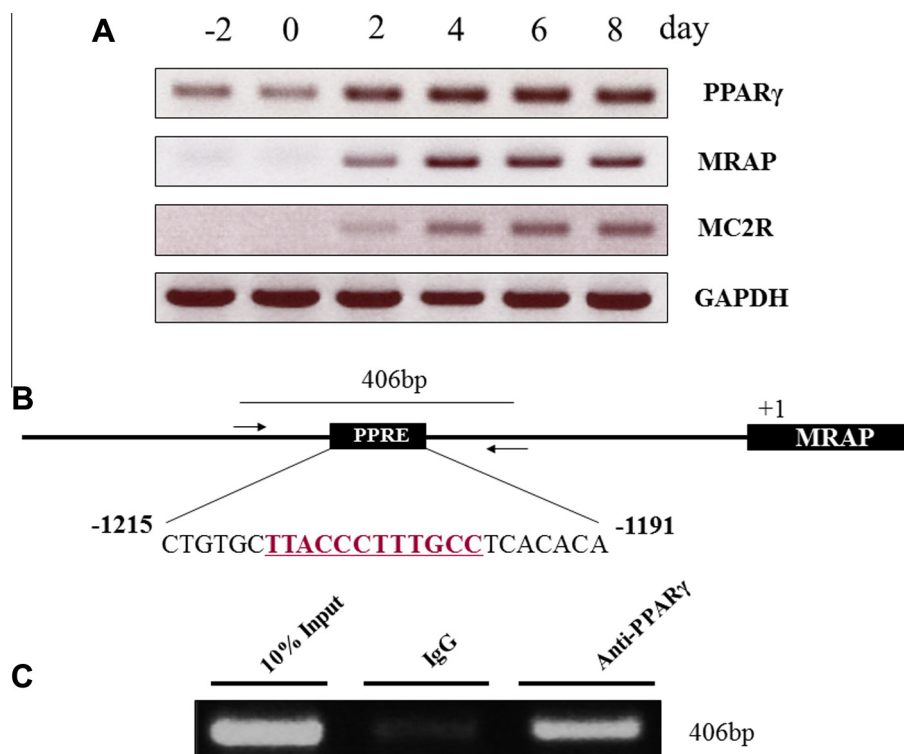 A
-2 0 2 4 6 8 day
PPARγ
MRAP
MC2R
GAPDH
B
406bp
+1
PPRE
MRAP
-1215
-1191
CTGTGCTTACCCTTTGCCTCACACA
C
10% Input
IgG
Anti-PPARγ
406bp